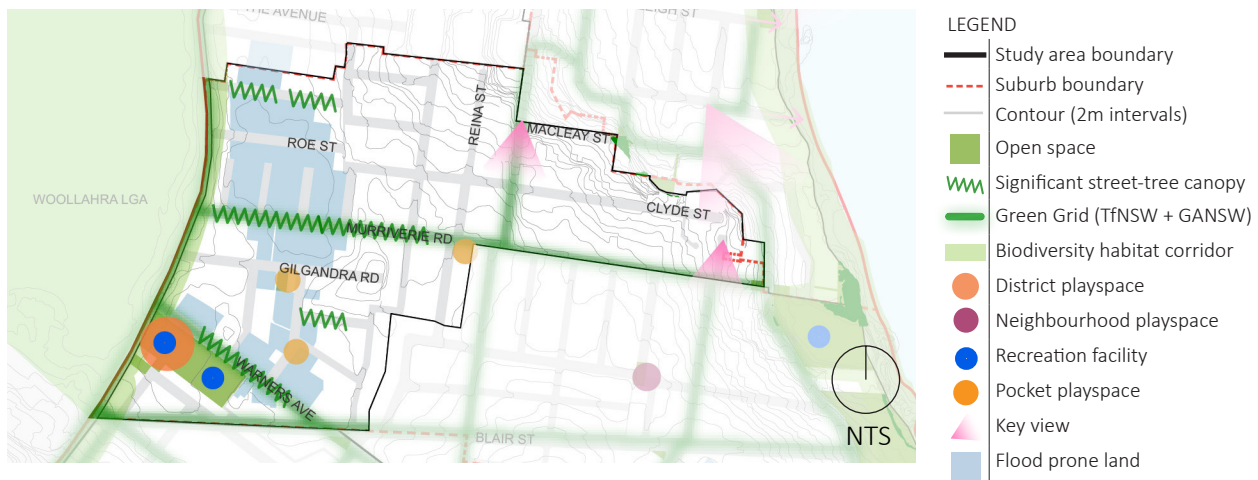 THE AVENUE
LEIGH ST
REINA ST
MACLEAY ST
ROE ST
WOOLLAHRA LGA
CLYDE ST
MURRIVERIE RD
GILGANDRA RD
WARNERS AVE
BLAIR ST
NTS
LEGEND
Study area boundary
Suburb boundary
Contour (2m intervals)
Open space
Significant street-tree canopy
Green Grid (TfNSW + GANSW)
Biodiversity habitat corridor
District playspace
Neighbourhood playspace
Recreation facility
Pocket playspace
Key view
Flood prone land